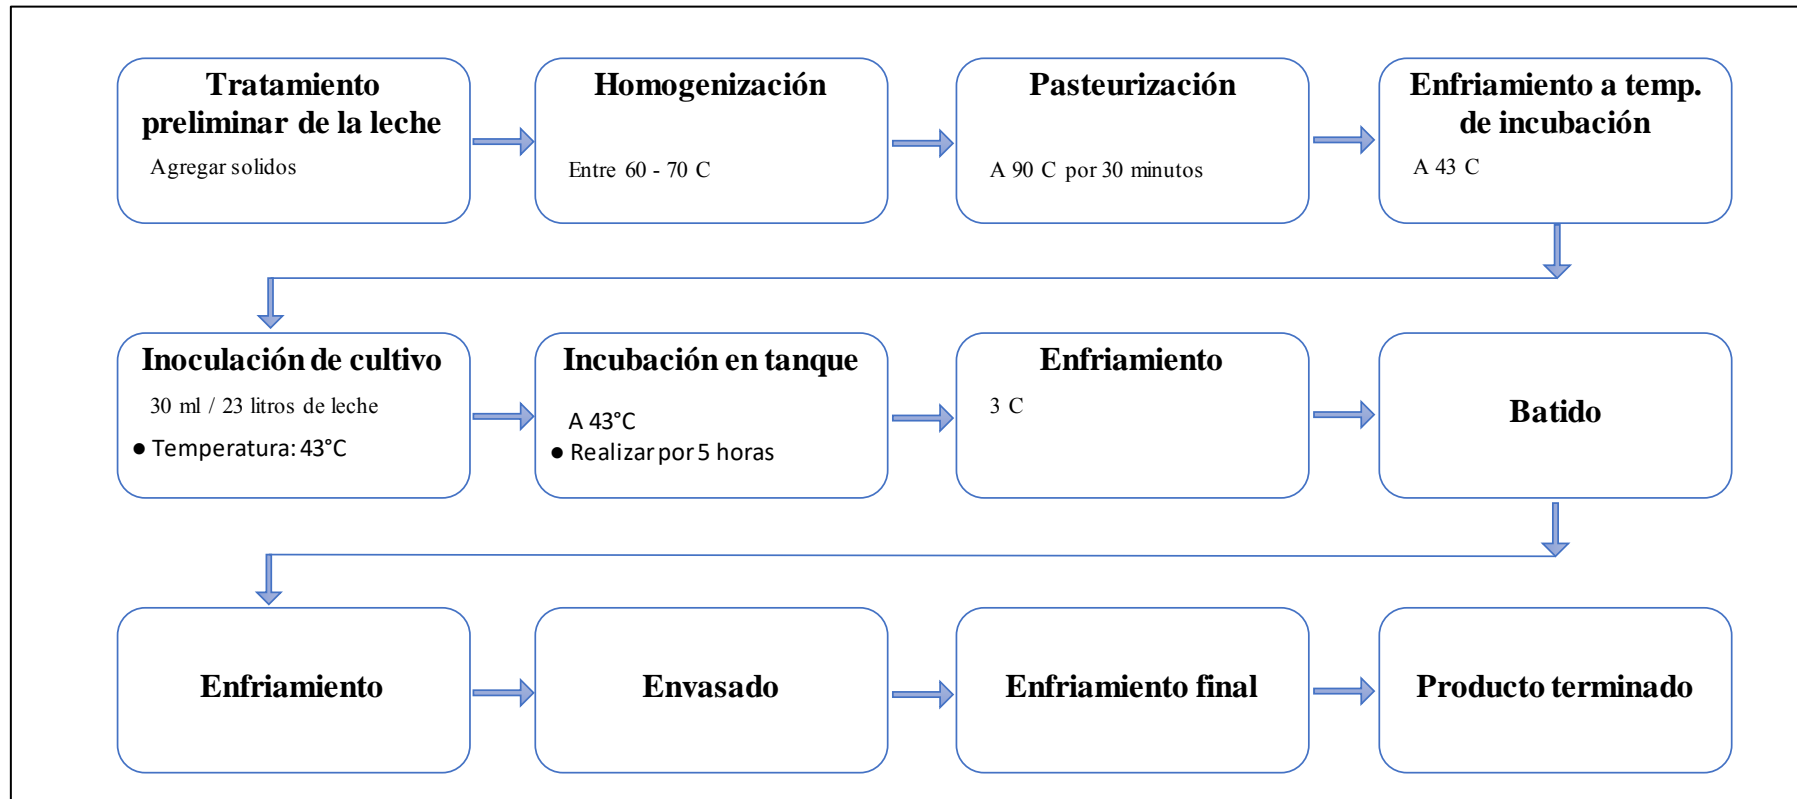 Tratamiento
preliminar de la leche
Agregar solidos
Homogenización
Entre 60 - 70 C
Pasteurización
A 90 C por 30 minutos
Enfriamiento a temp.
de incubación
A 43 C
Inoculación de cultivo
30 ml / 23 litros de leche
● Temperatura: 43°C
Incubación en tanque
A 43°C
● Realizar por 5 horas
Enfriamiento
3 C
Batido
Enfriamiento
Envasado
Enfriamiento final
Producto terminado